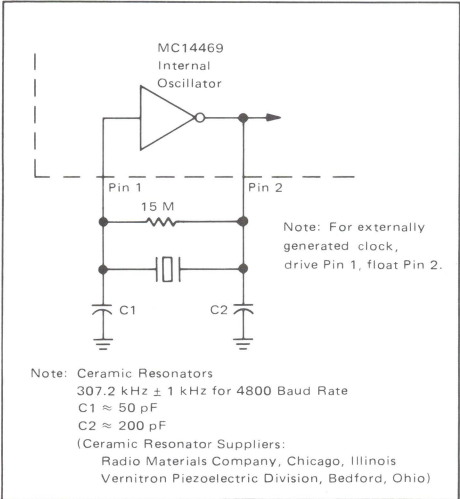 MC14469
Internal
Oscillator
Pin 1
Pin 2
15 M
Note: For externally
generated clock,
drive Pin 1, float Pin 2.
C1
C2
Note: Ceramic Resonators
307.2 kHz ± 1 kHz for 4800 Baud Rate
C1 ≈ 50 pF
C2 ≈ 200 pF
(Ceramic Resonator Suppliers:
Radio Materials Company, Chicago, Illinois
Vernitron Piezoelectric Division, Bedford, Ohio)